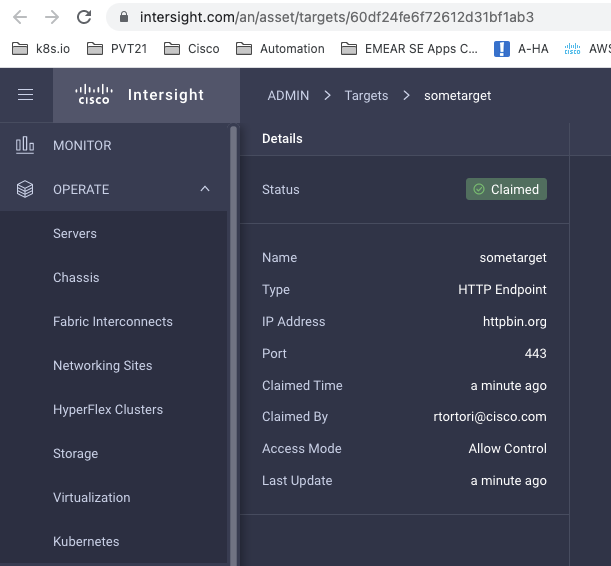 intersight.com/an/asset/targets/60df24fe6f72612d31bf1ab3
k8s.io PVT21 Cisco Automation EMEAR SE Apps C... A-HA AWS
CISCO Intersight ADMIN > Targets > sometarget
Details
MONITOR
OPERATE
Servers
Chassis
Fabric Interconnects
Networking Sites
HyperFlex Clusters
Storage
Virtualization
Kubernetes
Status Claimed
Name sometarget
Type HTTP Endpoint
IP Address httpbin.org
Port 443
Claimed Time a minute ago
Claimed By rtortori@cisco.com
Access Mode Allow Control
Last Update a minute ago